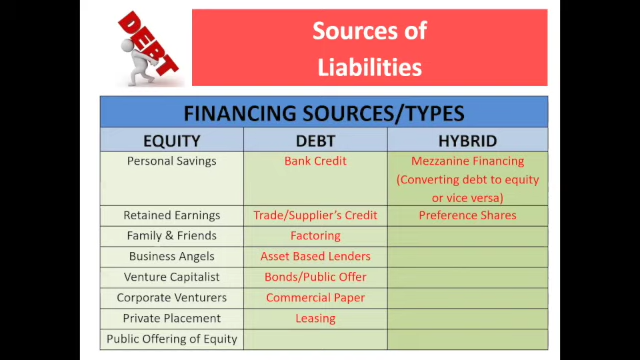 DEBT
Sources of
Liabilities
FINANCING SOURCES/TYPES
EQUITY DEBT HYBRID
Personal Savings Bank Credit Mezzanine Financing
(Converting debt to equity
or vice versa)
Retained Earnings Trade/Supplier's Credit Preference Shares
Family & Friends Factoring
Business Angels Asset Based Lenders
Venture Capitalist Bonds/Public Offer
Corporate Venturers Commercial Paper
Private Placement Leasing
Public Offering of Equity